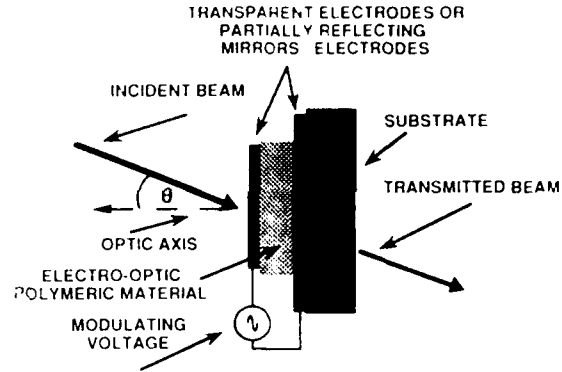 TRANSPARENT ELECTRODES OR
PARTIALLY REFLECTING
MIRRORS ELECTRODES
INCIDENT BEAM
SUBSTRATE
TRANSMITTED BEAM
θ
OPTIC AXIS
ELECTRO-OPTIC
POLYMERIC MATERIAL
MODULATING
VOLTAGE